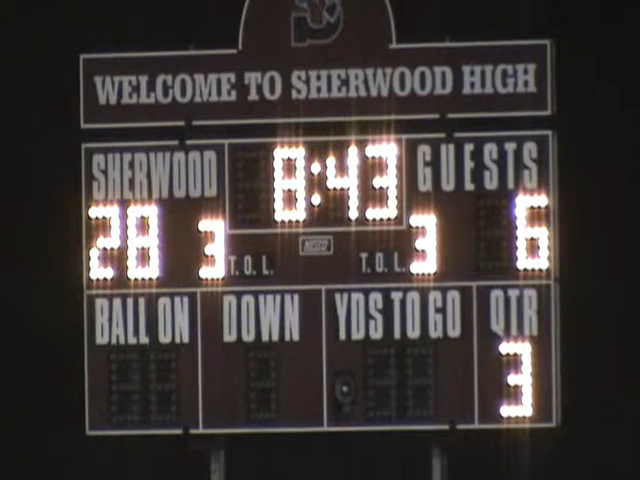 WELCOME TO SHERWOOD HIGH
SHERWOOD 8:43 GUESTS
28 3 T.O.L. T.O.L. 3 6
BALL ON DOWN YDS TO GO QTR
3